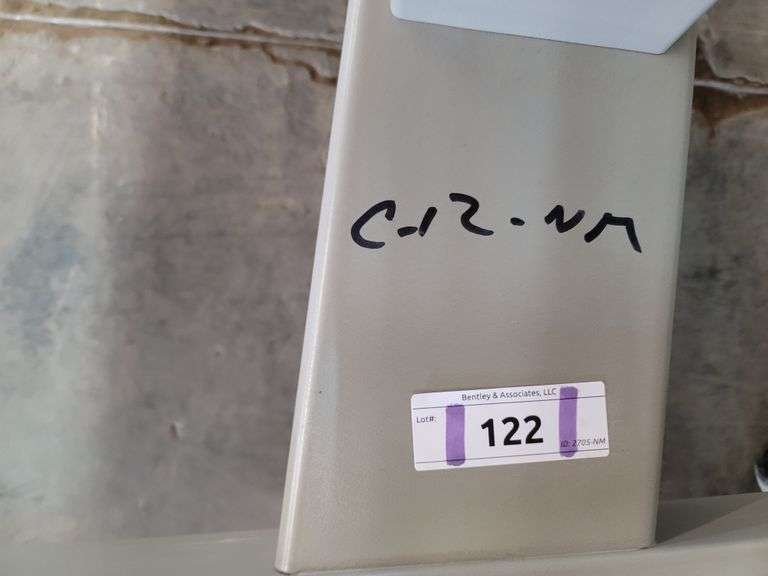 C-12-NM
Bentley & Associates, LLC
Lot#:
122
ID: 2705-NM